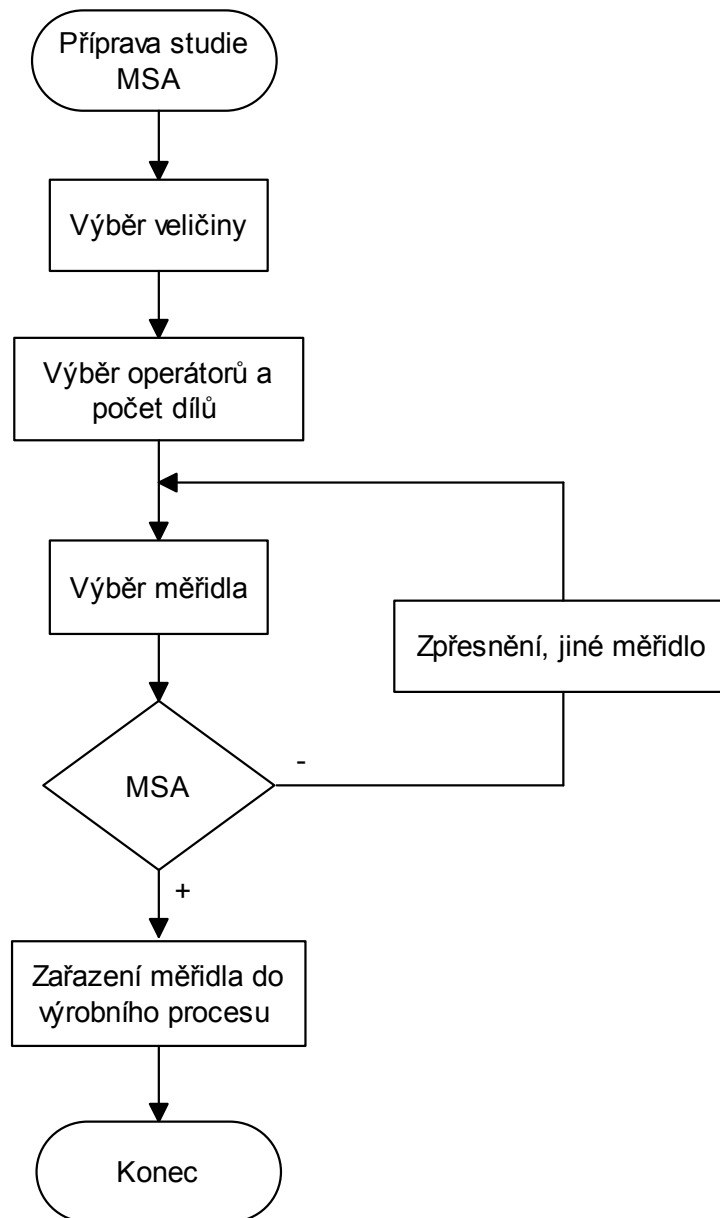 Příprava studie
MSA
Výběr veličiny
Výběr operátorů a
počet dílů
Výběr měřidla
Zpřesnění, jiné měřidlo
MSA
-
+
Zařazení měřidla do
výrobního procesu
Konec